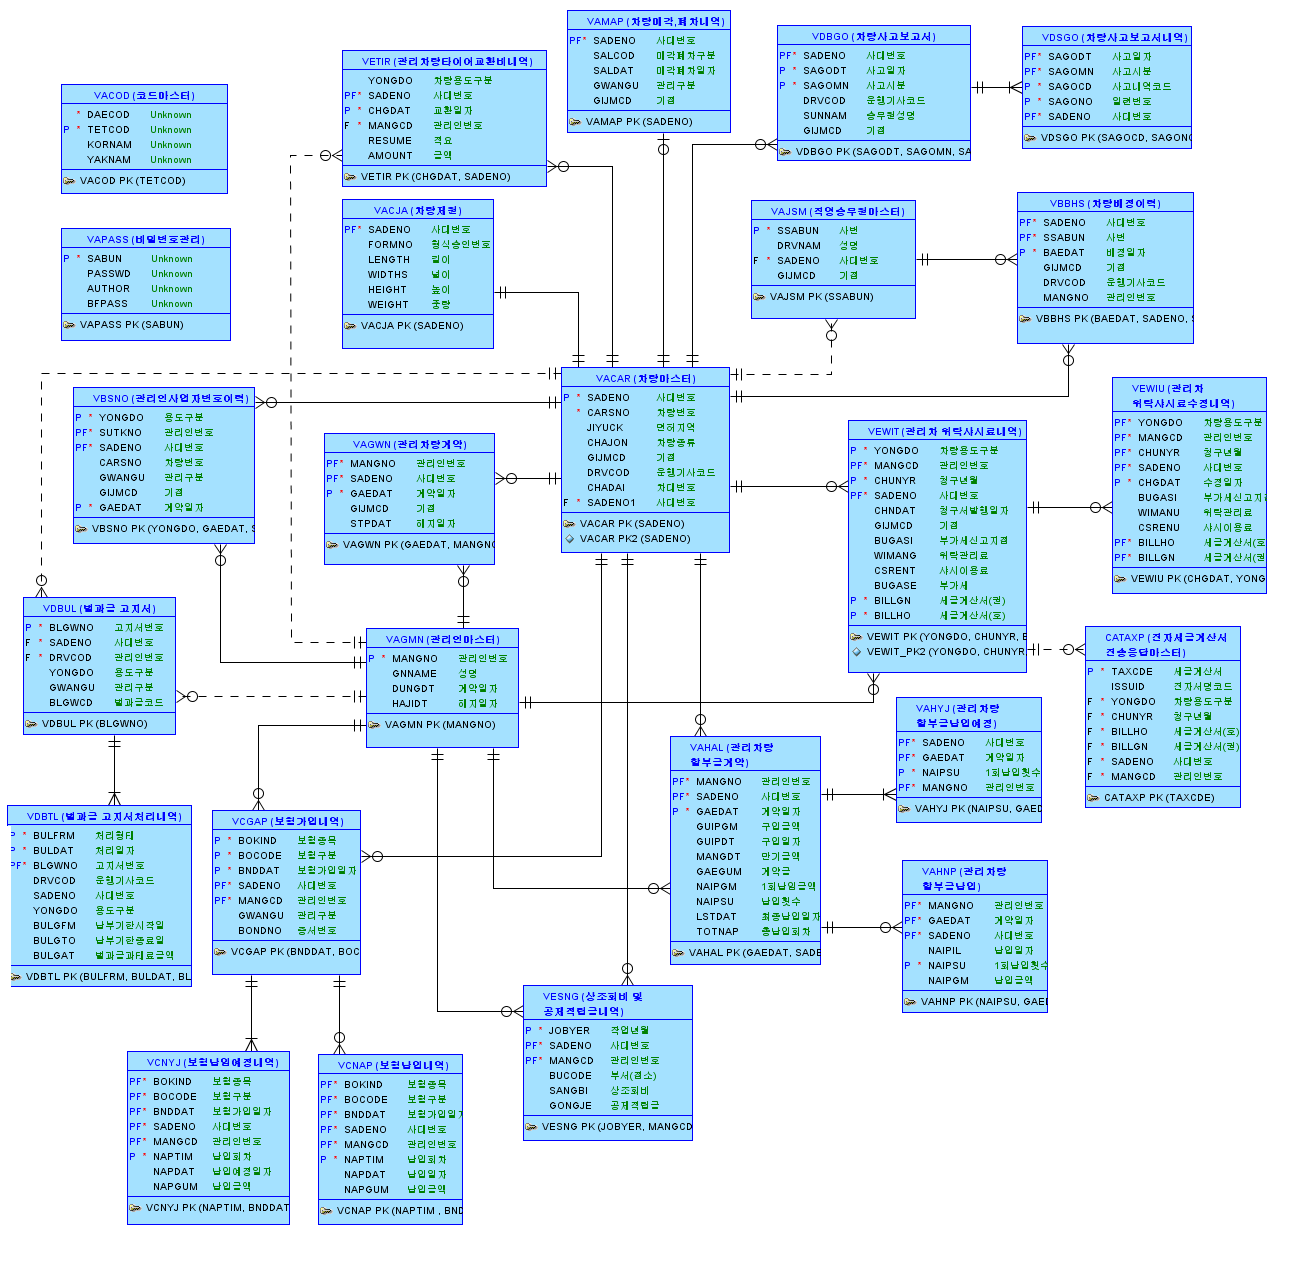 VAMAP (차량매각,폐차내역)
PF* SADENO 사대번호
SALCOD 매각폐차구분
SALDAT 매각폐차일자
GWANGU 관리구분
GIJMCD 기종
VAMAP PK (SADENO)
VDBGO (차량사고보고서)
PF* SADENO 사대번호
P * SAGODT 사고일자
P * SAGOMN 사고시분
DRVCOD 운행기사코드
SUNNAM 승무원성명
GIJMCD 기종
VDBGO PK (SAGODT, SAGOMN, SA
VDSGO (차량사고보고서내역)
PF* SAGODT 사고일자
PF* SAGOMN 사고시분
P * SAGOCD 사고내역코드
P * SAGONO 일련번호
PF* SADENO 사대번호
VDSGO PK (SAGOCD, SAGON
VETIR (관리차량타이어교환비내역)
YONGDO 차량용도구분
PF* SADENO 사대번호
P * CHGDAT 교환일자
F * MANGCD 관리인번호
RESUME 적요
AMOUNT 금액
VETIR PK (CHGDAT, SADENO)
VACOD (코드마스터)
* DAECOD Unknown
P * TETCOD Unknown
KORNAM Unknown
YAKNAM Unknown
VACOD PK (TETCOD)
VAPASS (비밀번호관리)
P * SABUN Unknown
PASSWD Unknown
AUTHOR Unknown
BFPASS Unknown
VAPASS PK (SABUN)
VACJA (차량제원)
PF* SADENO 사대번호
FORMNO 형식승인번호
LENGTH 길이
WIDTHS 넓이
HEIGHT 높이
WEIGHT 중량
VACJA PK (SADENO)
VAJSM (직영승무원마스터)
P * SSABUN 사번
DRVNAM 성명
F * SADENO 사대번호
GIJMCD 기종
VAJSM PK (SSABUN)
VBBHS (차량배정이력)
PF* SADENO 사대번호
PF* SSABUN 사번
P * BAEDAT 배정일자
GIJMCD 기종
DRVCOD 운행기사코드
MANGNO 관리인번호
VBBHS PK (BAEDAT, SADENO,
VACAR (차량마스터)
P * SADENO 사대번호
* CARSNO 차량번호
JIYUCK 면허지역
CHAJON 차량종류
GIJMCD 기종
DRVCOD 운행기사코드
CHADAI 차대번호
F * SADENO1 사대번호
VACAR PK (SADENO)
VACAR PK2 (SADENO)
VBSNO (관리인사업자번호이력)
P * YONGDO 용도구분
PF* SUTKNO 관리인번호
PF* SADENO 사대번호
CARSNO 차량번호
GWANGU 관리구분
GIJMCD 기종
P * GAEDAT 계약일자
VBSNO PK (YONGDO, GAEDAT, S
VAGWN (관리차량계약)
PF* MANGNO 관리인번호
PF* SADENO 사대번호
P * GAEDAT 계약일자
GIJMCD 기종
STPDAT 해지일자
VAGWN PK (GAEDAT, MANGN
VEWIT (관리차 위탁사시료내역)
P * YONGDO 차량용도구분
PF* MANGCD 관리인번호
P * CHUNYR 청구년월
PF* SADENO 사대번호
CHNDAT 청구서발행일자
GIJMCD 기종
BUGASI 부가세신고지점
WIMANG 위탁관리료
CSRENT 사시이용료
BUGASE 부가세
P * BILLGN 세금계산서(권)
P * BILLHO 세금계산서(호)
VEWIT PK (YONGDO, CHUNYR, B
VEWIT_PK2 (YONGDO, CHUNYR
VEWIU (관리차
위탁사시료수정내역)
PF* YONGDO 차량용도구분
PF* MANGCD 관리인번호
PF* CHUNYR 청구년월
PF* SADENO 사대번호
P * CHGDAT 수정일자
BUGASI 부가세신고지점
WIMANU 위탁관리료
CSRENU 사시이용료
PF* BILLHO 세금계산서(호
PF* BILLGN 세금계산서(권
VEWIU PK (CHGDAT, YONG
VDBUL (벌과금 고지서)
P * BLGWNO 고지서번호
F * SADENO 사대번호
F * DRVCOD 관리인번호
YONGDO 용도구분
GWANGU 관리구분
BLGWCD 벌과금코드
VDBUL PK (BLGWNO)
VAGMN (관리인마스터)
P * MANGNO 관리인번호
GNNAME 성명
DUNGDT 계약일자
HAJIDT 해지일자
VAGMN PK (MANGNO)
CATAXP (전자세금계산서
전송응답마스터)
P * TAXCDE 세금계산서
ISSUID 전자서명코드
F * YONGDO 차량용도구분
F * CHUNYR 청구년월
F * BILLHO 세금계산서(호)
F * BILLGN 세금계산서(권)
F * SADENO 사대번호
F * MANGCD 관리인번호
CATAXP PK (TAXCDE)
VAHYJ (관리차량
할부금납입예정)
PF* SADENO 사대번호
PF* GAEDAT 계약일자
P * NAIPSU 1회납입횟수
PF* MANGNO 관리인번호
VAHYJ PK (NAIPSU, GAED
VAHAL (관리차량
할부금계약)
PF* MANGNO 관리인번호
PF* SADENO 사대번호
P * GAEDAT 계약일자
GUIPGM 구입금액
GUIPDT 구입일자
MANGDT 만기금액
GAEGUM 계약금
NAIPGM 1회납입금액
NAIPSU 납입횟수
LSTDAT 최종납입일자
TOTNAP 총납입회차
VAHAL PK (GAEDAT, SADE
VAHNP (관리차량
할부금납입)
PF* MANGNO 관리인번호
PF* GAEDAT 계약일자
PF* SADENO 사대번호
NAIPIL 납입일자
P * NAIPSU 1회납입횟수
NAIPGM 납입금액
VAHNP PK (NAIPSU, GAE
VDBTL (벌과금 고지서처리내역)
P * BULFRM 처리형태
P * BULDAT 처리일자
PF* BLGWNO 고지서번호
DRVCOD 운행기사코드
SADENO 사대번호
YONGDO 용도구분
BULGFM 납부기한시작일
BULGTO 납부기한종료일
BULGAT 벌과금과태료금액
VDBTL PK (BULFRM, BULDAT, BL
VCGAP (보험가입내역)
P * BOKIND 보험종목
P * BOCODE 보험구분
P * BNDDAT 보험가입일자
PF* SADENO 사대번호
PF* MANGCD 관리인번호
GWANGU 관리구분
BONDNO 증서번호
VCGAP PK (BNDDAT, BOC
VESNG (상조회비 및
공제적립금내역)
P * JOBYER 작업년월
PF* SADENO 사대번호
PF* MANGCD 관리인번호
BUCODE 부서(점소)
SANGBI 상조회비
GONGJE 공제적립금
VESNG PK (JOBYER, MANGCD
VCNYJ (보험납입예정내역)
PF* BOKIND 보험종목
PF* BOCODE 보험구분
PF* BNDDAT 보험가입일자
PF* SADENO 사대번호
PF* MANGCD 관리인번호
P * NAPTIM 납입회차
NAPDAT 납입예정일자
NAPGUM 납입금액
VCNYJ PK (NAPTIM, BNDDAT
VCNAP (보험납입내역)
PF* BOKIND 보험종목
PF* BOCODE 보험구분
PF* BNDDAT 보험가입일자
PF* SADENO 사대번호
PF* MANGCD 관리인번호
P * NAPTIM 납입회차
NAPDAT 납입일자
NAPGUM 납입금액
VCNAP PK (NAPTIM , BND